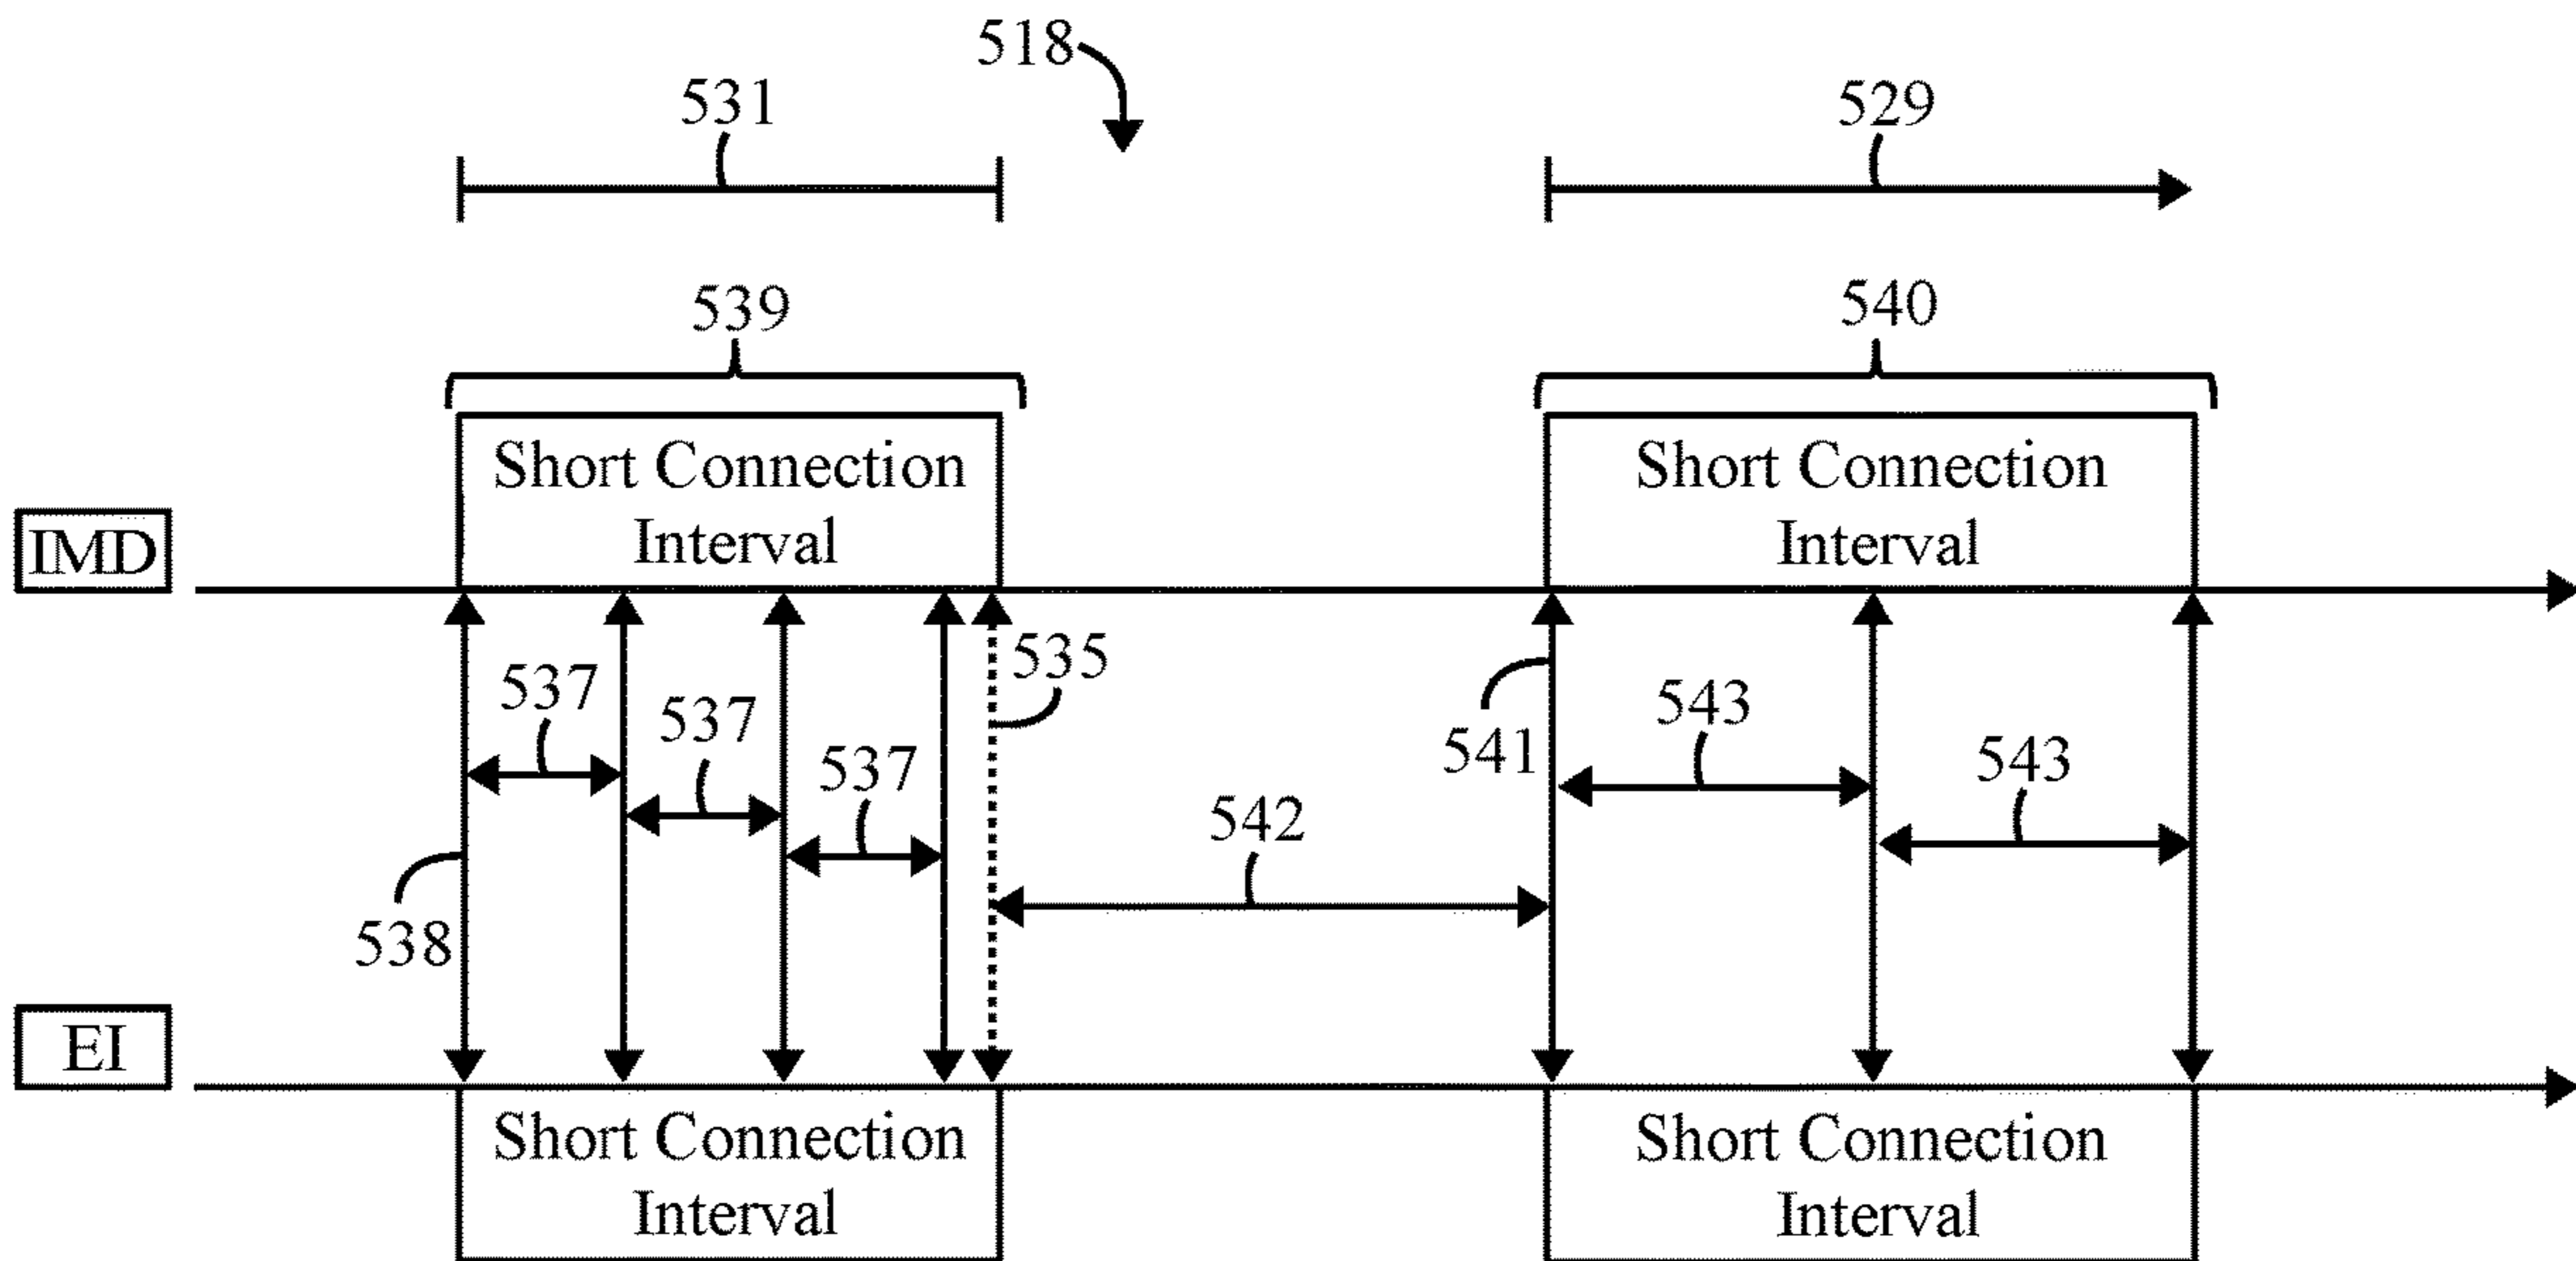 518
531
529
539
540
Short Connection
Interval
Short Connection
Interval
IMD
535
537
537
537
541
543
543
542
538
EI
Short Connection
Interval
Short Connection
Interval